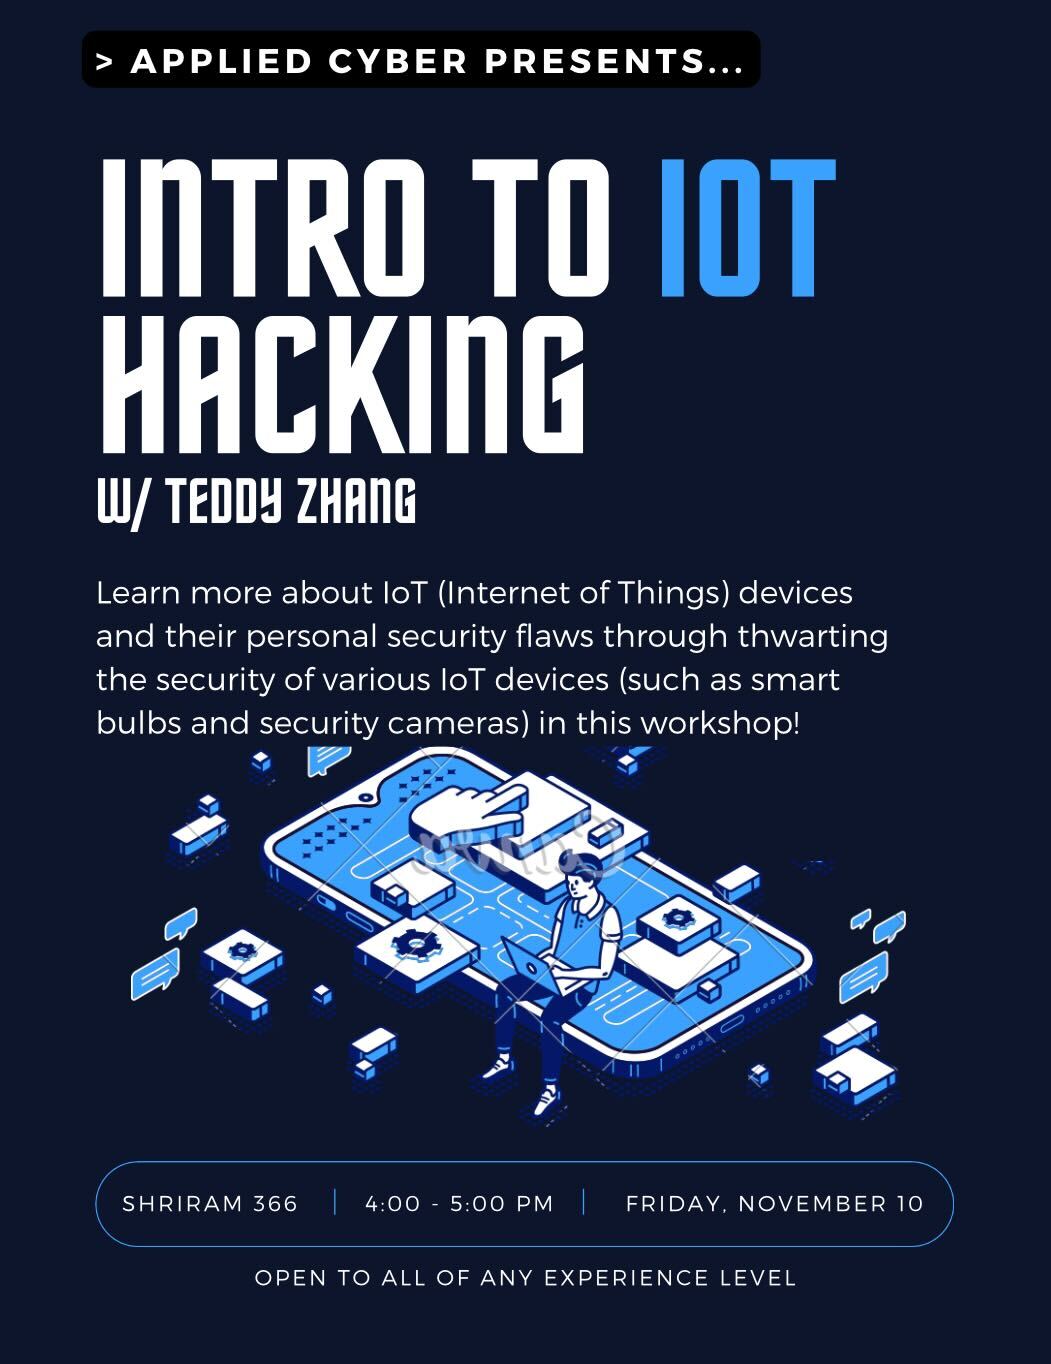 > APPLIED CYBER PRESENTS...
INTRO TO IOT
HACKING
W/ TEDDY ZHANG
Learn more about IoT (Internet of Things) devices
and their personal security flaws through thwarting
the security of various IoT devices (such as smart
bulbs and security cameras) in this workshop!
SHRIRAM 366 | 4:00 - 5:00 PM | FRIDAY, NOVEMBER 10
OPEN TO ALL OF ANY EXPERIENCE LEVEL